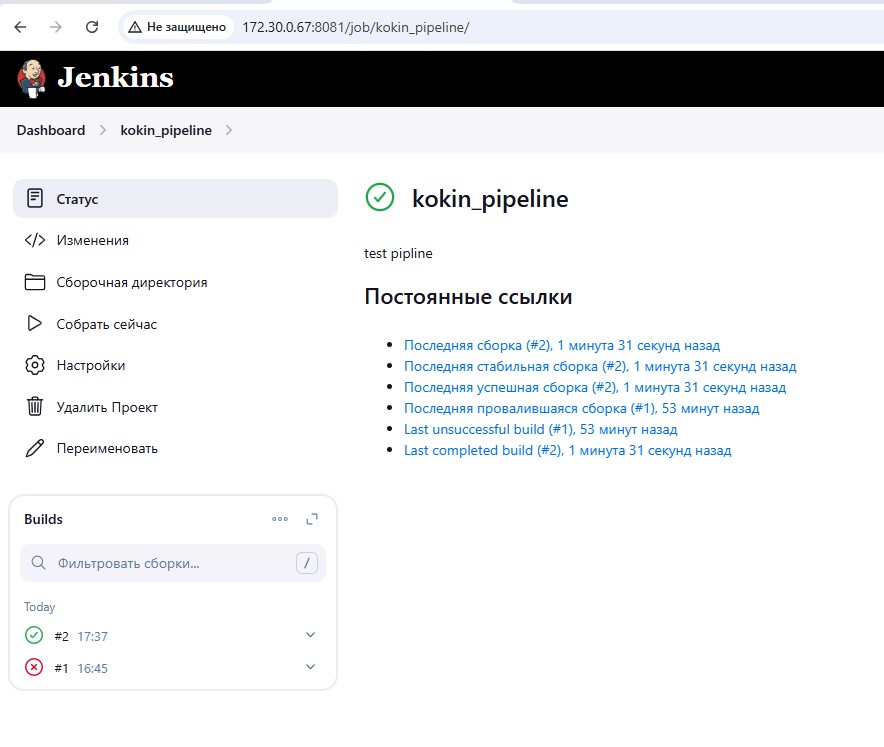 Не защищено 172.30.0.67:8081/job/kokin_pipeline/
Jenkins
Dashboard kokin_pipeline
Статус
Изменения
Сборочная директория
Собрать сейчас
Настройки
Удалить Проект
Переименовать
Builds
Фильтровать сборки... /
Today
#2 17:37
#1 16:45
kokin_pipeline
test pipline
Постоянные ссылки
Последняя сборка (#2), 1 минута 31 секунд назад
Последняя стабильная сборка (#2), 1 минута 31 секунд назад
Последняя успешная сборка (#2), 1 минута 31 секунд назад
Последняя провалившаяся сборка (#1), 53 минут назад
Last unsuccessful build (#1), 53 минут назад
Last completed build (#2), 1 минута 31 секунд назад